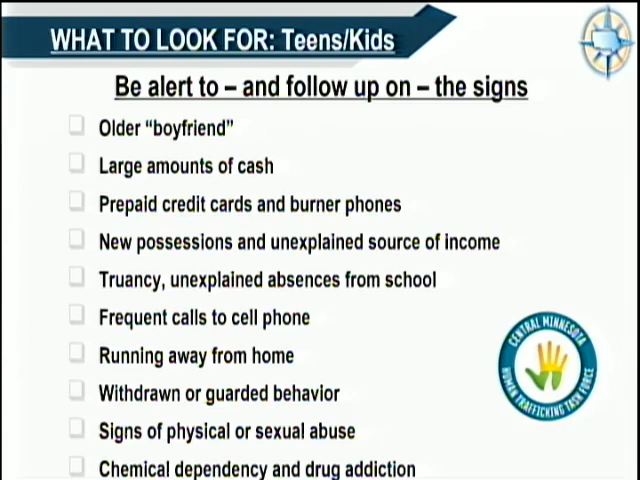 WHAT TO LOOK FOR: Teens/Kids
Be alert to – and follow up on – the signs
Older “boyfriend”
Large amounts of cash
Prepaid credit cards and burner phones
New possessions and unexplained source of income
Truancy, unexplained absences from school
Frequent calls to cell phone
Running away from home
Withdrawn or guarded behavior
Signs of physical or sexual abuse
Chemical dependency and drug addiction
CENTRAL MINNESOTA
HUMAN TRAFFICKING TASK FORCE